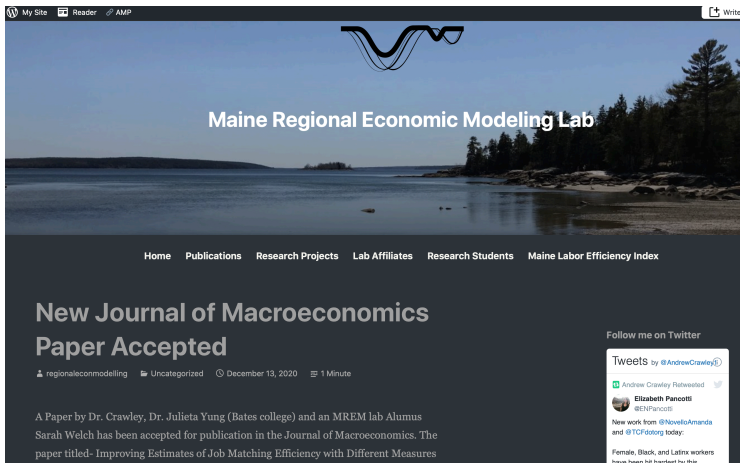 My Site Reader AMP Write
Maine Regional Economic Modeling Lab
Home Publications Research Projects Lab Affiliates Research Students Maine Labor Efficiency Index
New Journal of Macroeconomics
Paper Accepted
regionaleconmodelling Uncategorized December 13, 2020 1 Minute
A Paper by Dr. Crawley, Dr. Julieta Yung (Bates college) and an MREM lab Alumus
Sarah Welch has been accepted for publication in the Journal of Macroeconomics. The
paper titled- Improving Estimates of Job Matching Efficiency with Different Measures
Follow me on Twitter
Tweets by @AndrewCrawley11
Andrew Crawley Retweeted
Elizabeth Pancotti
@ENPancotti
New work from @NovelloAmanda
and @TCFdotorg today:
Female, Black, and Latinx workers
have been hit hardest by this